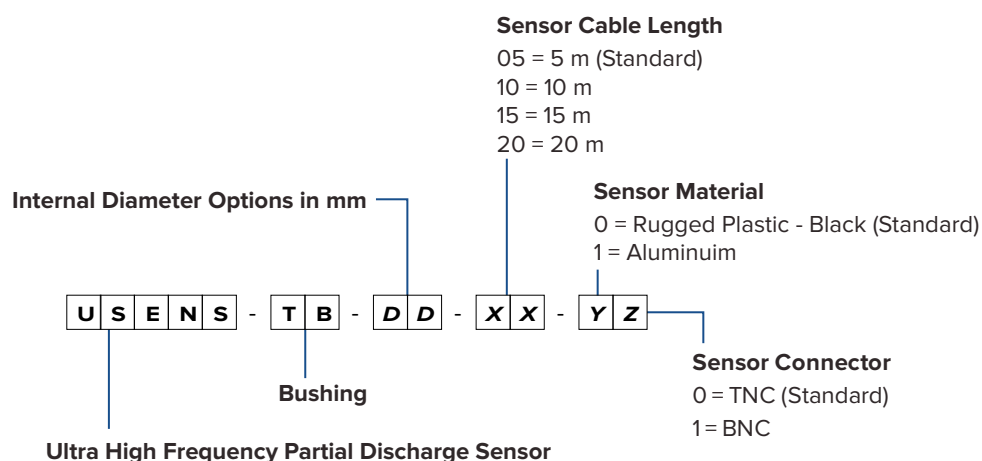 Sensor Cable Length
05 = 5 m (Standard)
10 = 10 m
15 = 15 m
20 = 20 m
Internal Diameter Options in mm
Sensor Material
0 = Rugged Plastic - Black (Standard)
1 = Aluminuim
U S E N S - T B - D D - X X - Y Z
Sensor Connector
0 = TNC (Standard)
1 = BNC
Bushing
Ultra High Frequency Partial Discharge Sensor